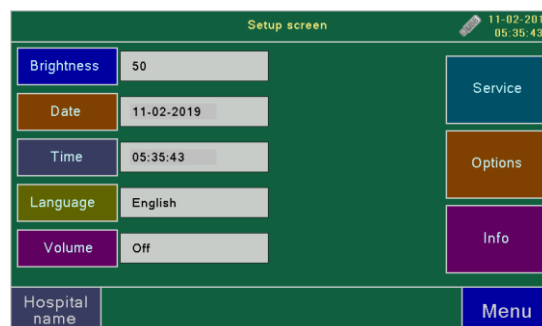 Setup screen
11-02-201
05:35:43
Brightness 50
Date 11-02-2019
Time 05:35:43
Language English
Volume Off
Service
Options
Info
Hospital
name
Menu